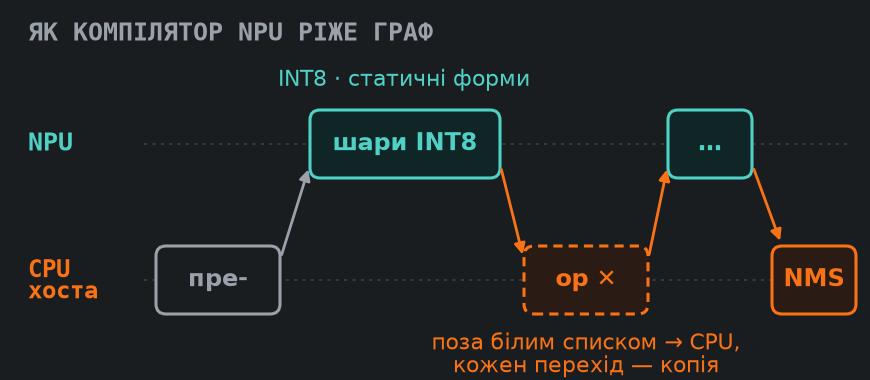 ЯК КОМПІЛЯТОР NPU РІЖЕ ГРАФ
INT8 · статичні форми
NPU
шари INT8
...
CPU
хоста
пре-
op ✕
NMS
поза білим списком → CPU,
кожен перехід — копія